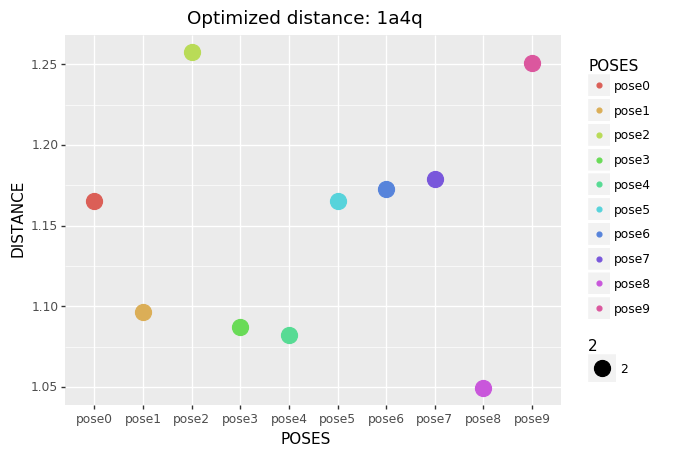 Optimized distance: 1a4q
DISTANCE
1.25
1.20
1.15
1.10
1.05
pose0 pose1 pose2 pose3 pose4 pose5 pose6 pose7 pose8 pose9
POSES
POSES
pose0
pose1
pose2
pose3
pose4
pose5
pose6
pose7
pose8
pose9
2
2